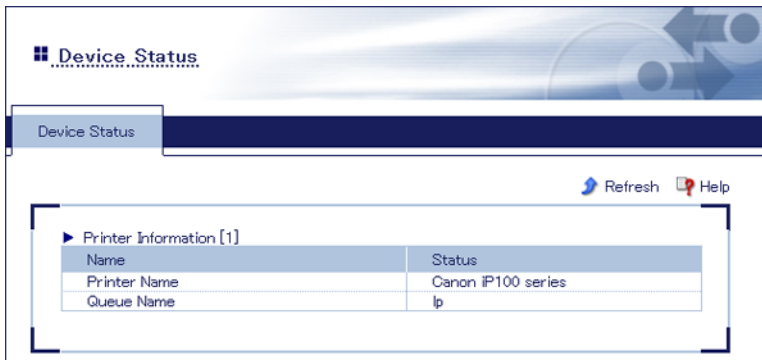 Device Status
Device Status
Refresh Help
Printer Information [1]
Name Status
Printer Name Canon iP100 series
Queue Name lp